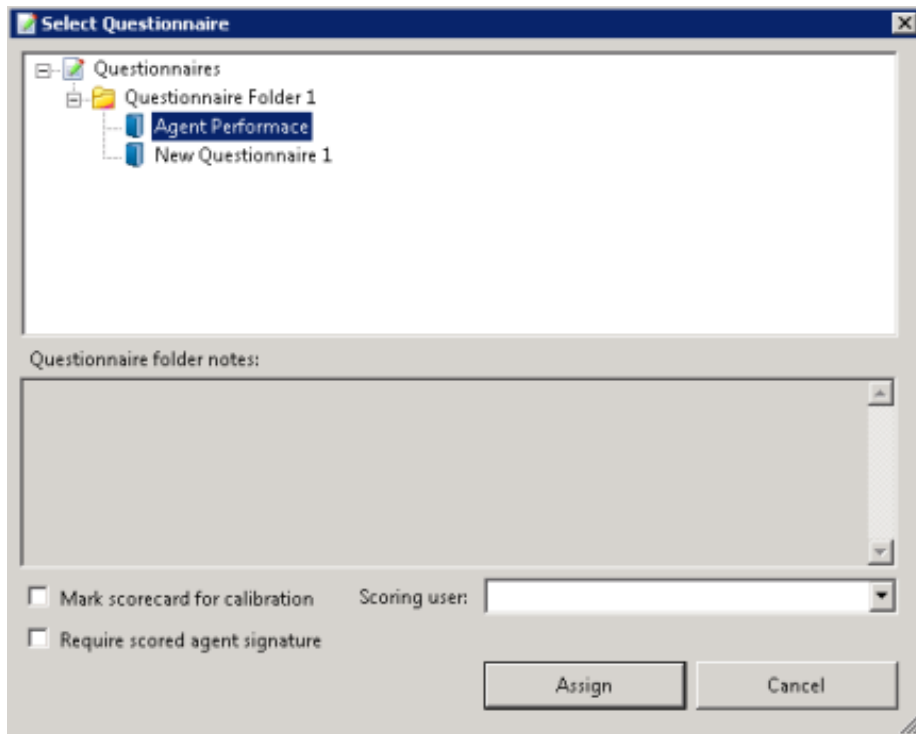 Select Questionnaire
Questionnaires
Questionnaire Folder 1
Agent Performace
New Questionnaire 1
Questionnaire folder notes:
Mark scorecard for calibration Scoring user:
Require scored agent signature
Assign Cancel